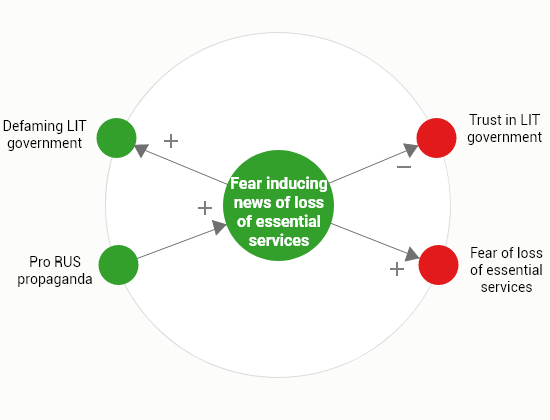 Defaming LIT
government
+
Trust in LIT
government
−
Fear inducing
news of loss
of essential
services
+
Pro RUS
propaganda
Fear of loss
of essential
services
+